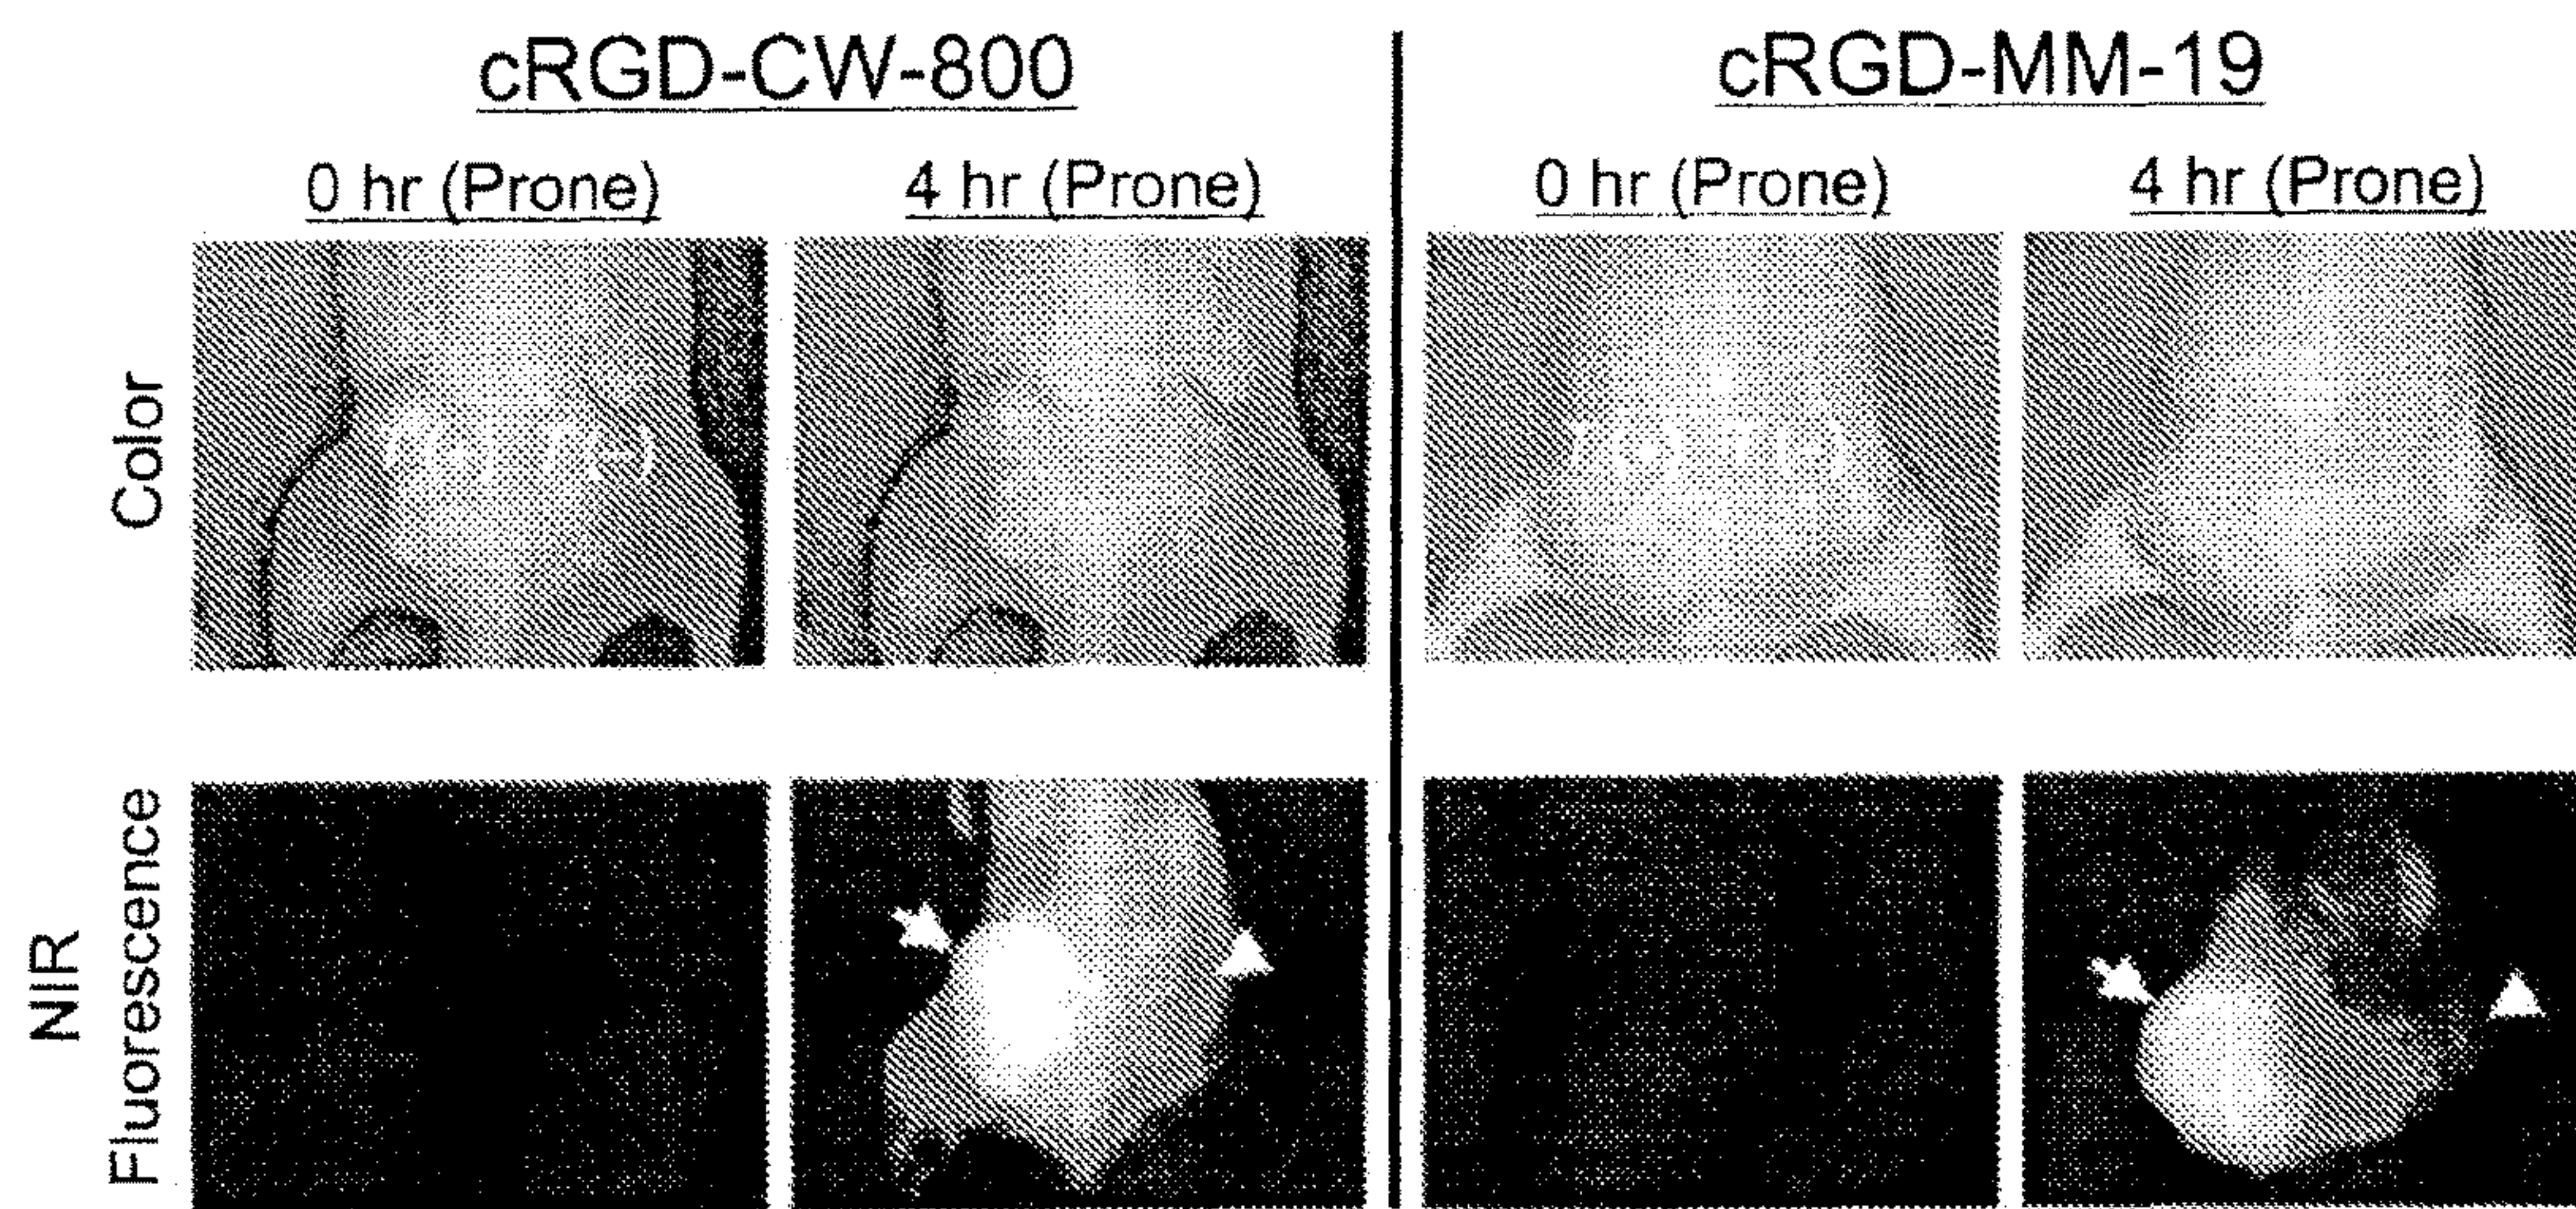 cRGD-CW-800
cRGD-MM-19
0 hr (Prone)
4 hr (Prone)
0 hr (Prone)
4 hr (Prone)
Color
NIR
Fluorescence